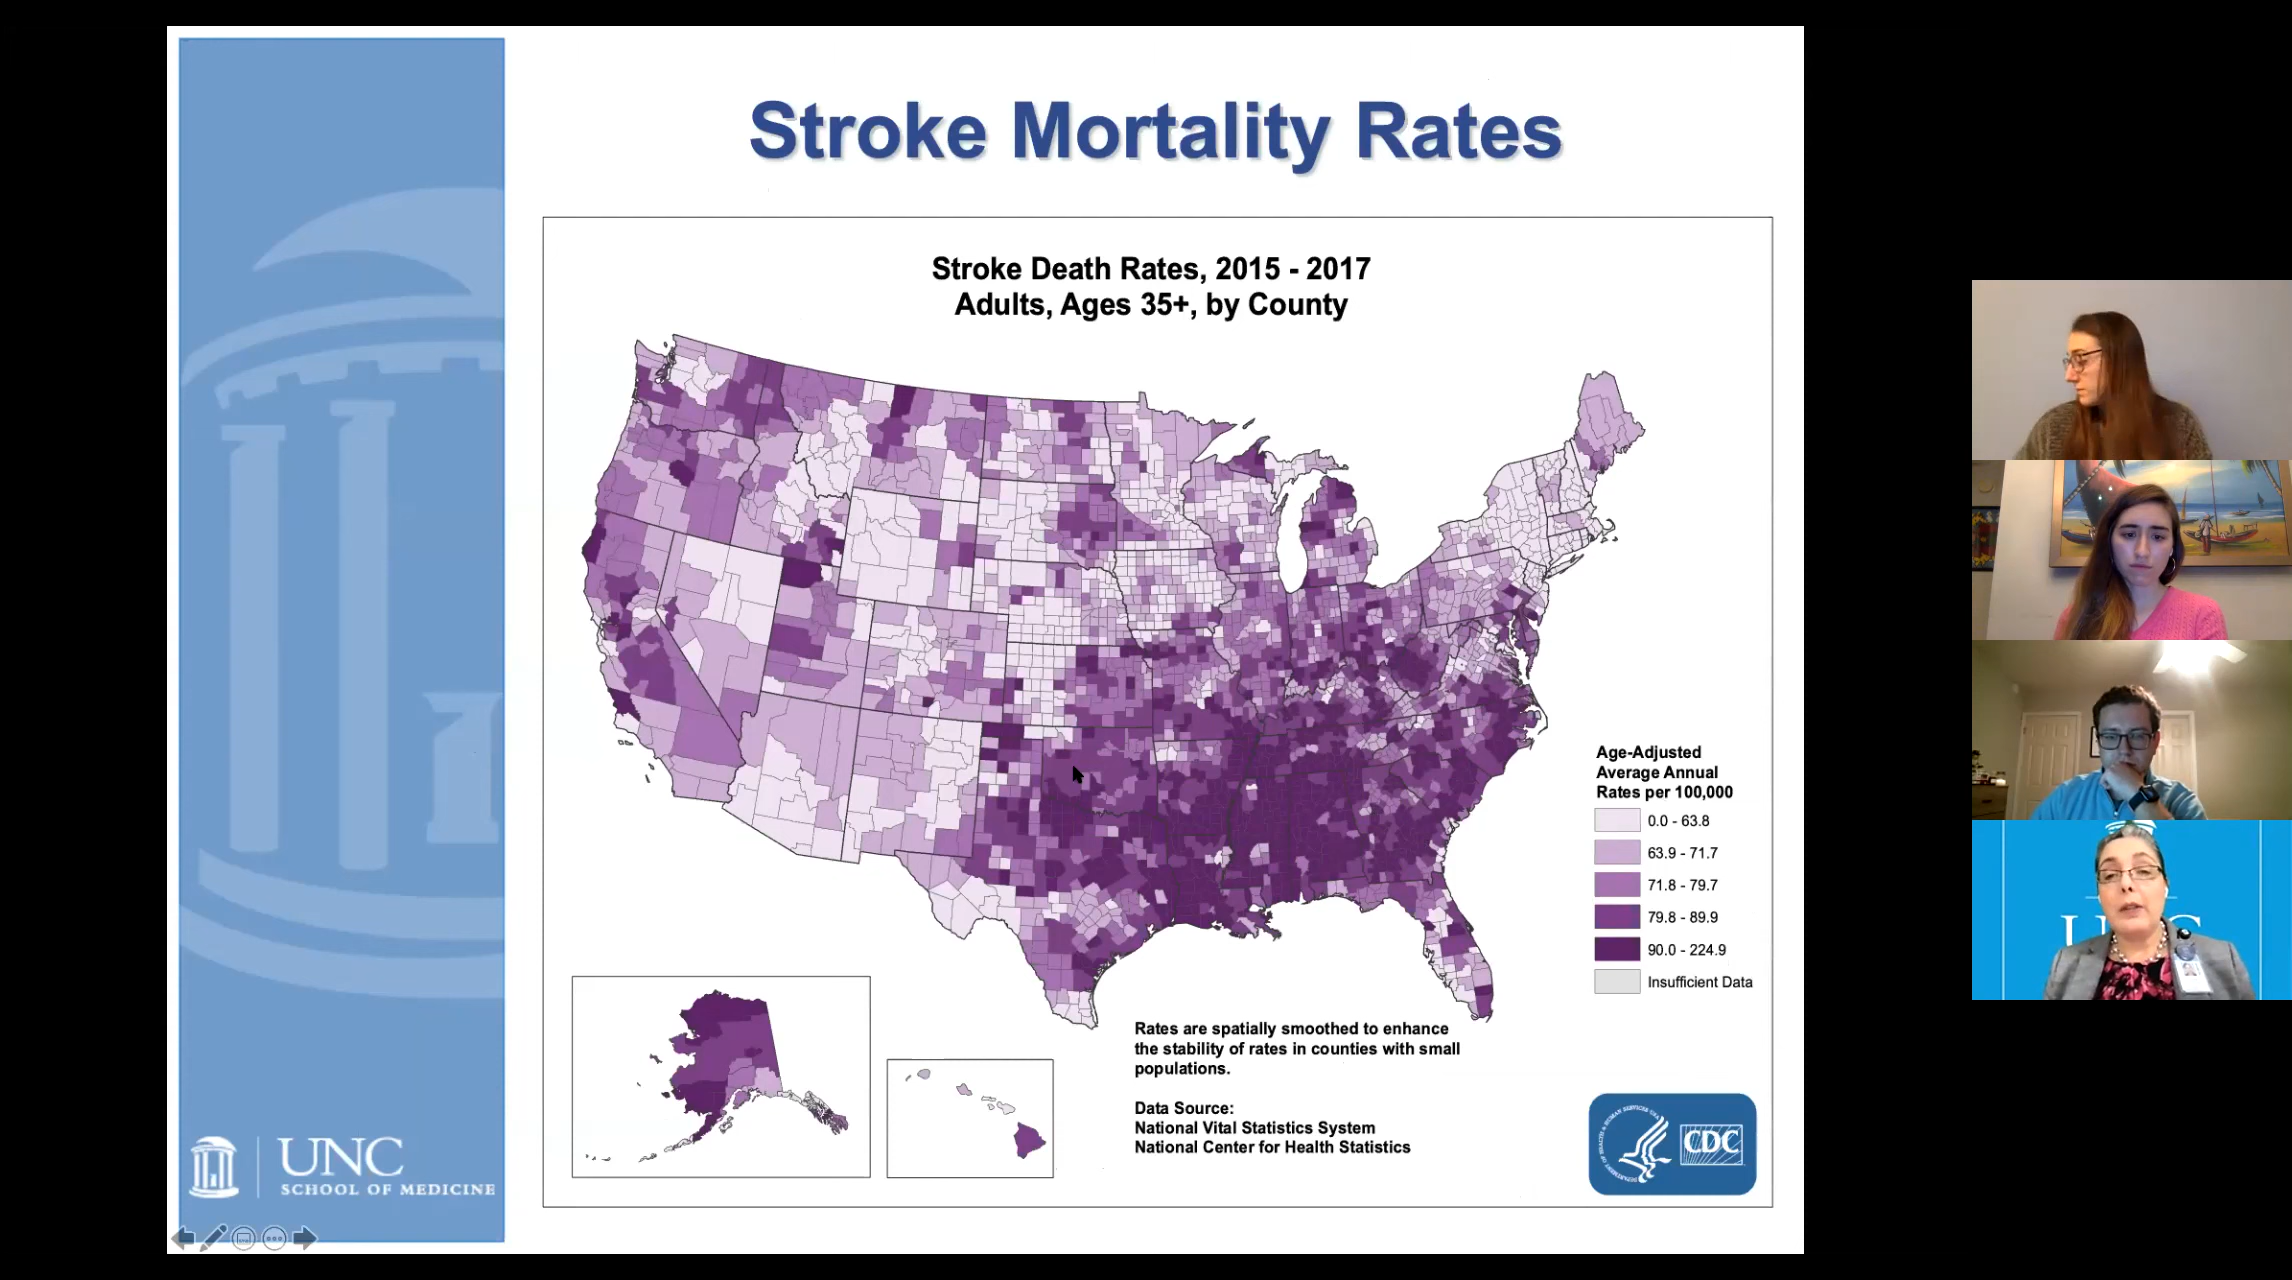 Stroke Mortality Rates
Stroke Death Rates, 2015 - 2017
Adults, Ages 35+, by County
Age-Adjusted
Average Annual
Rates per 100,000
0.0 - 63.8
63.9 - 71.7
71.8 - 79.7
79.8 - 89.9
90.0 - 224.9
Insufficient Data
Rates are spatially smoothed to enhance
the stability of rates in counties with small
populations.
Data Source:
National Vital Statistics System
National Center for Health Statistics
CDC
UNC
SCHOOL OF MEDICINE